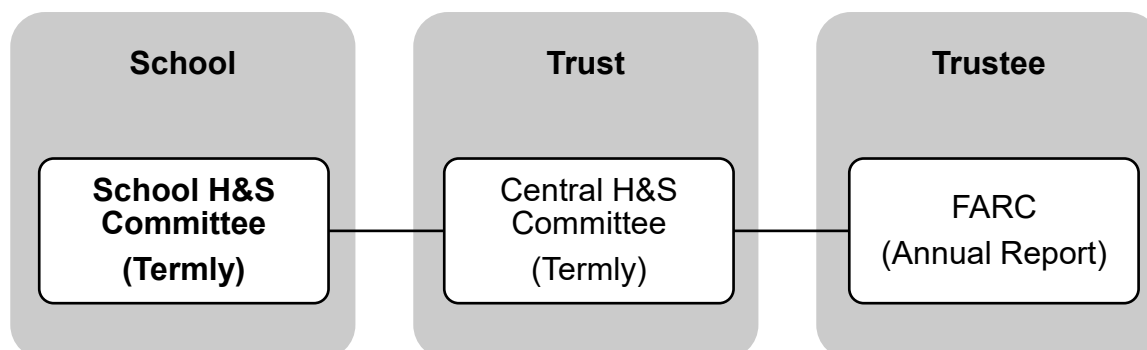 School
School H&S
Committee
(Termly)
Trust
Central H&S
Committee
(Termly)
Trustee
FARC
(Annual Report)